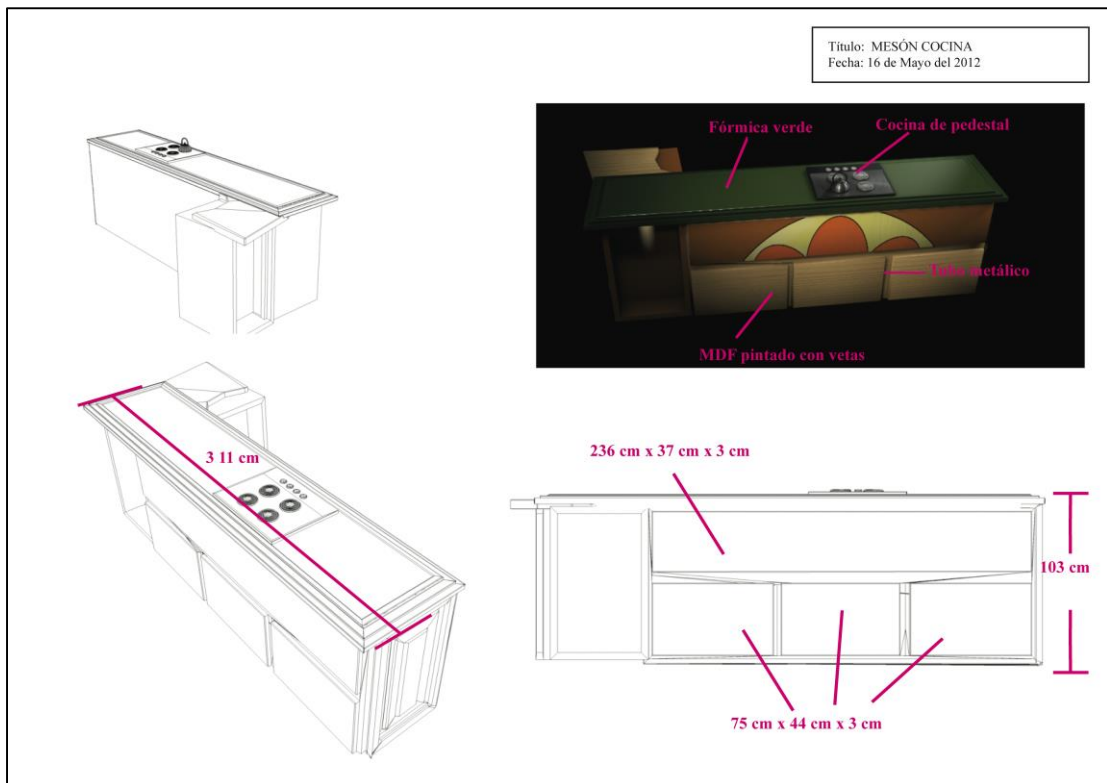 Título: MESÓN COCINA
Fecha: 16 de Mayo del 2012
Fórmica verde
Cocina de pedestal
Tubo metálico
MDF pintado con vetas
3 11 cm
236 cm x 37 cm x 3 cm
103 cm
75 cm x 44 cm x 3 cm